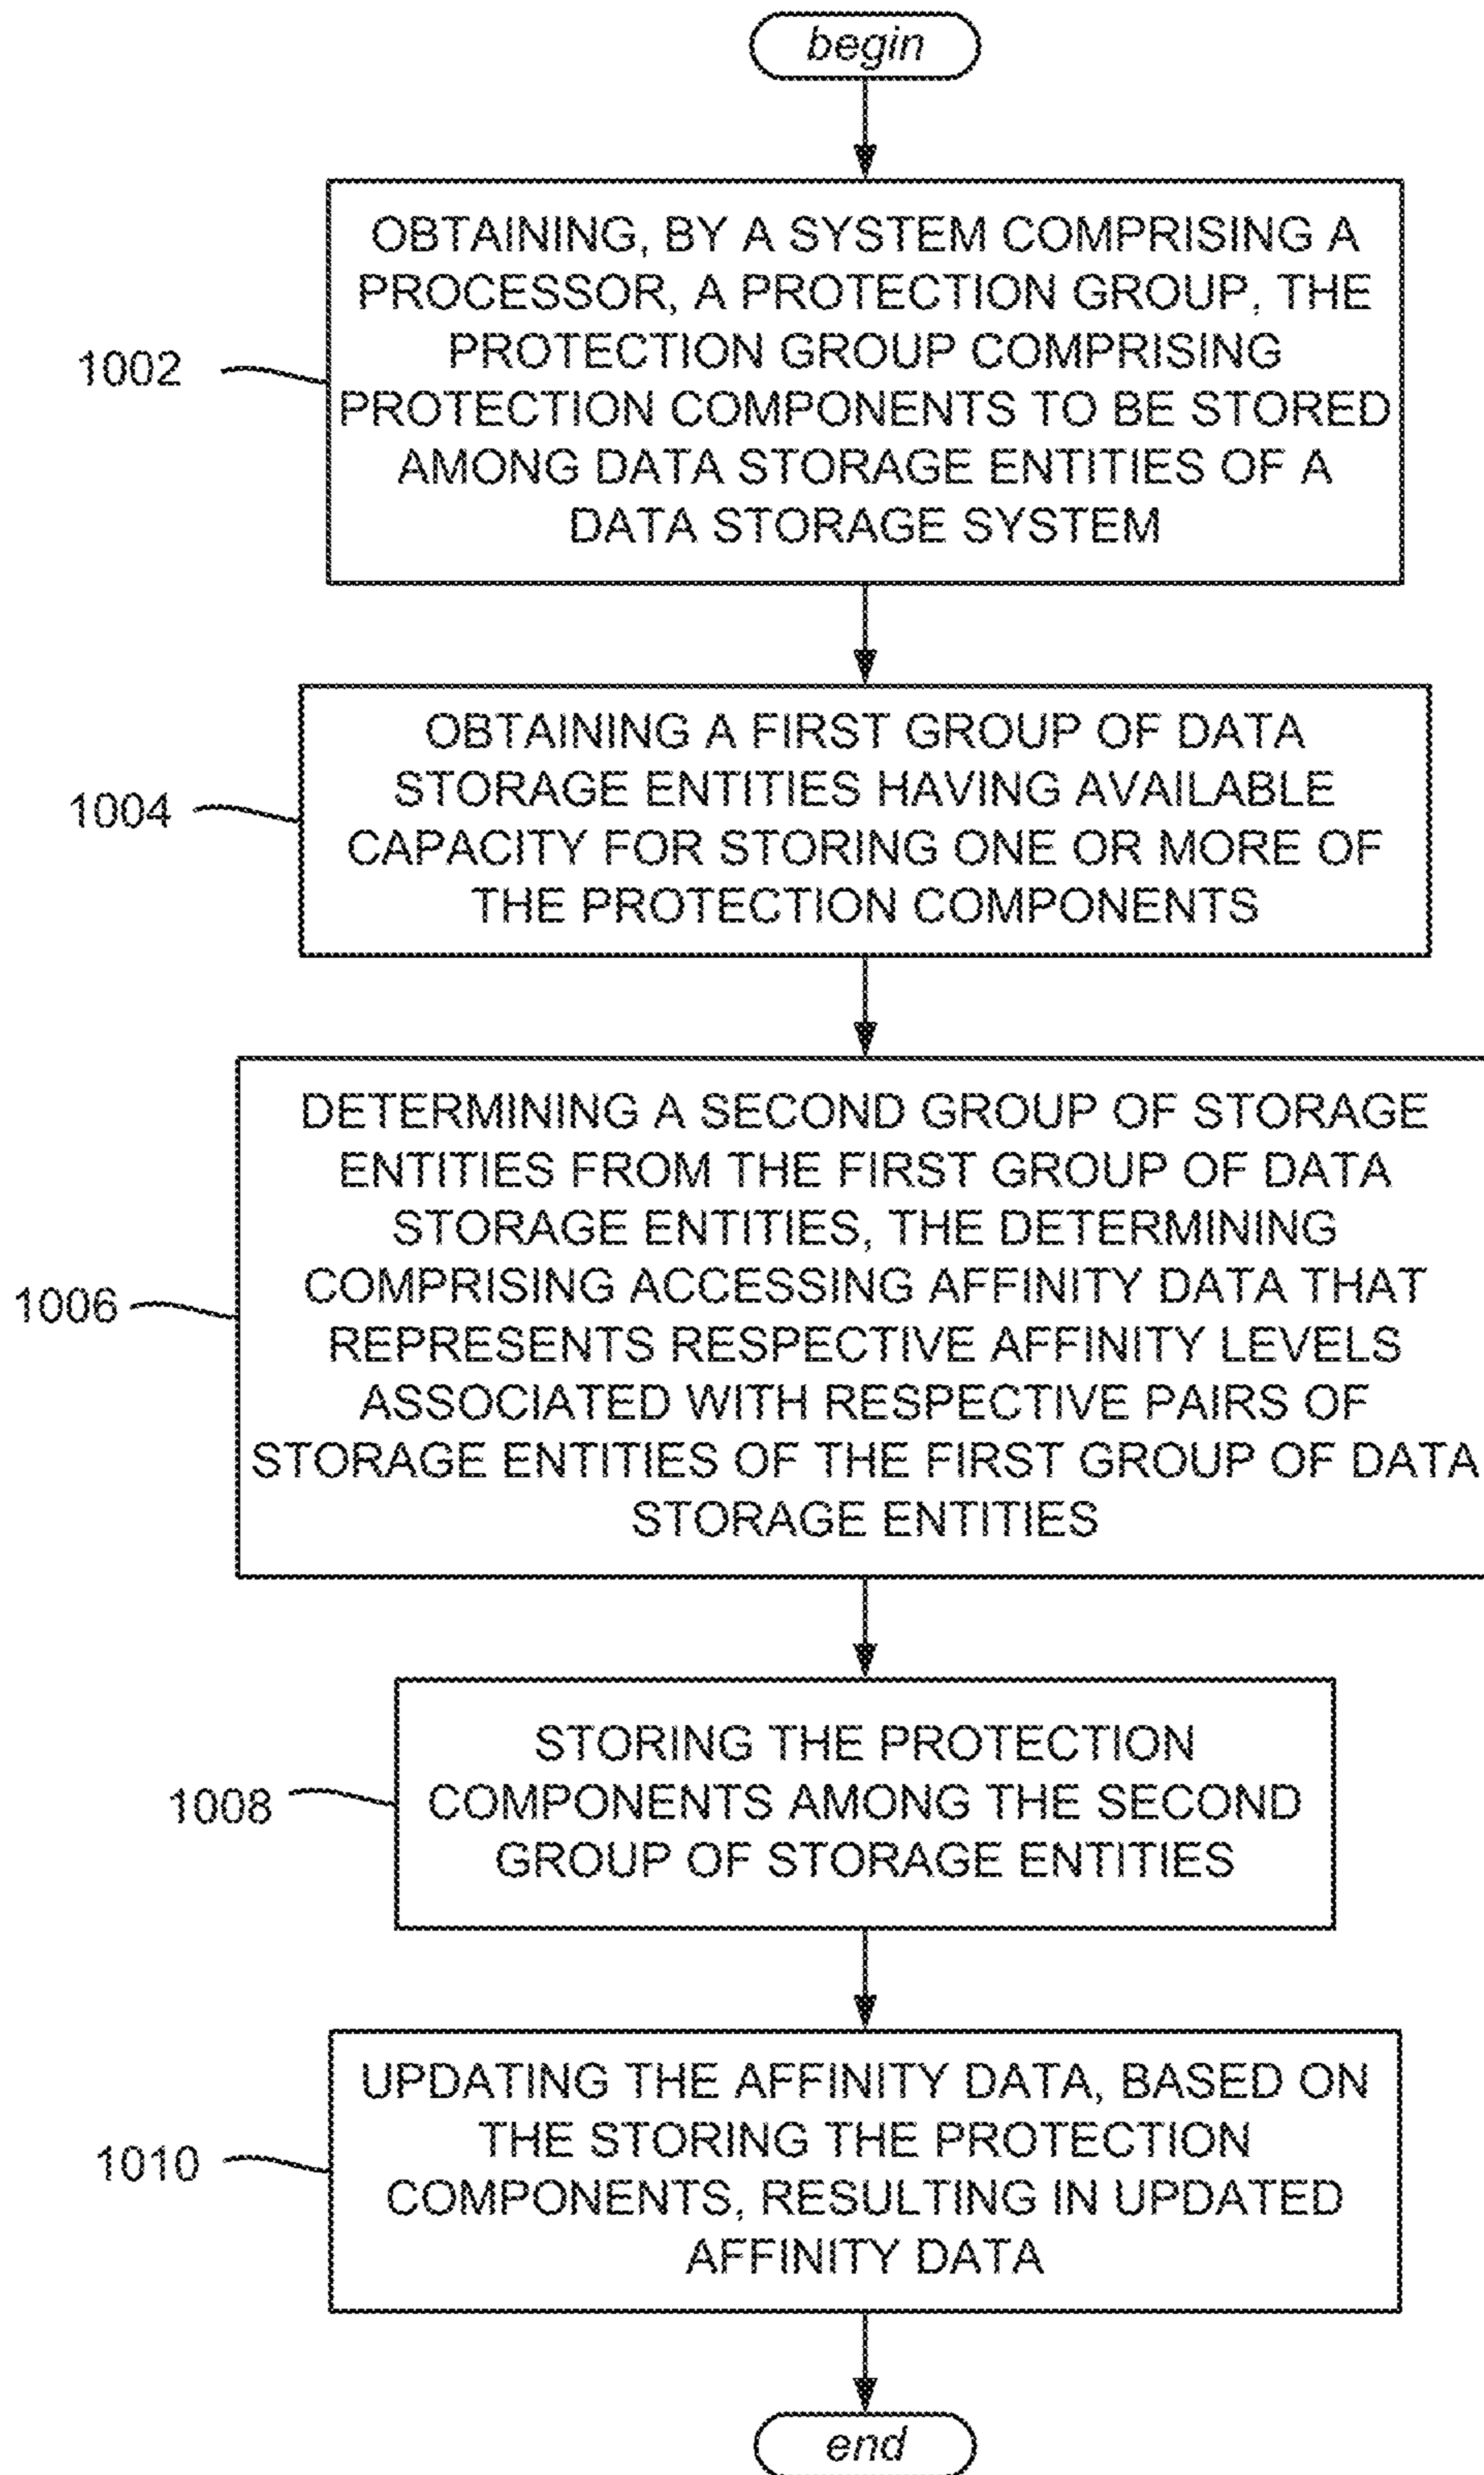 begin
OBTAINING, BY A SYSTEM COMPRISING A
PROCESSOR, A PROTECTION GROUP, THE
PROTECTION GROUP COMPRISING
PROTECTION COMPONENTS TO BE STORED
AMONG DATA STORAGE ENTITIES OF A
DATA STORAGE SYSTEM
1002
OBTAINING A FIRST GROUP OF DATA
STORAGE ENTITIES HAVING AVAILABLE
CAPACITY FOR STORING ONE OR MORE OF
THE PROTECTION COMPONENTS
1004
DETERMINING A SECOND GROUP OF STORAGE
ENTITIES FROM THE FIRST GROUP OF DATA
STORAGE ENTITIES, THE DETERMINING
COMPRISING ACCESSING AFFINITY DATA THAT
REPRESENTS RESPECTIVE AFFINITY LEVELS
ASSOCIATED WITH RESPECTIVE PAIRS OF
STORAGE ENTITIES OF THE FIRST GROUP OF DATA
STORAGE ENTITIES
1006
STORING THE PROTECTION
COMPONENTS AMONG THE SECOND
GROUP OF STORAGE ENTITIES
1008
UPDATING THE AFFINITY DATA, BASED ON
THE STORING THE PROTECTION
COMPONENTS, RESULTING IN UPDATED
AFFINITY DATA
1010
end